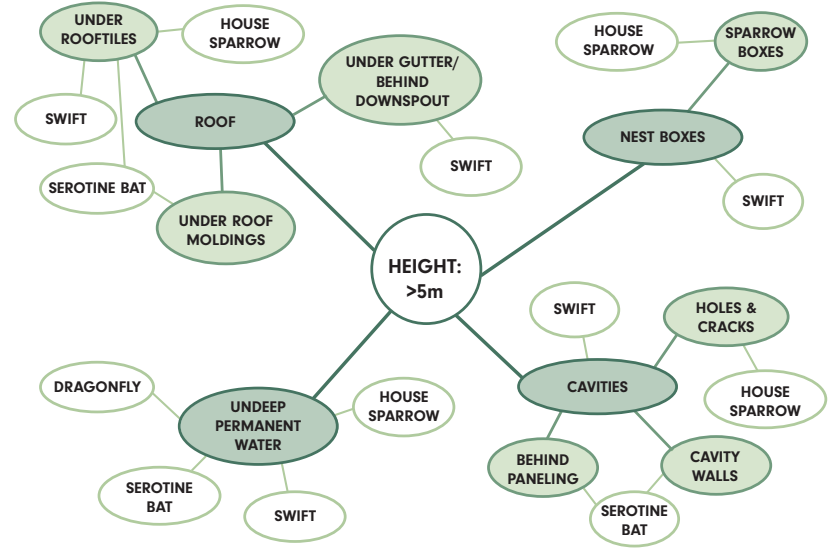 UNDER
ROOFTILES
HOUSE
SPARROW
SWIFT
ROOF
UNDER GUTTER/
BEHIND
DOWNSPOUT
SWIFT
SEROTINE BAT
UNDER ROOF
MOLDINGS
HOUSE
SPARROW
SPARROW
BOXES
NEST BOXES
SWIFT
HEIGHT:
>5m
SWIFT
HOLES &
CRACKS
CAVITIES
HOUSE
SPARROW
BEHIND
PANELING
CAVITY
WALLS
SEROTINE
BAT
DRAGONFLY
UNDEEP
PERMANENT
WATER
HOUSE
SPARROW
SEROTINE
BAT
SWIFT